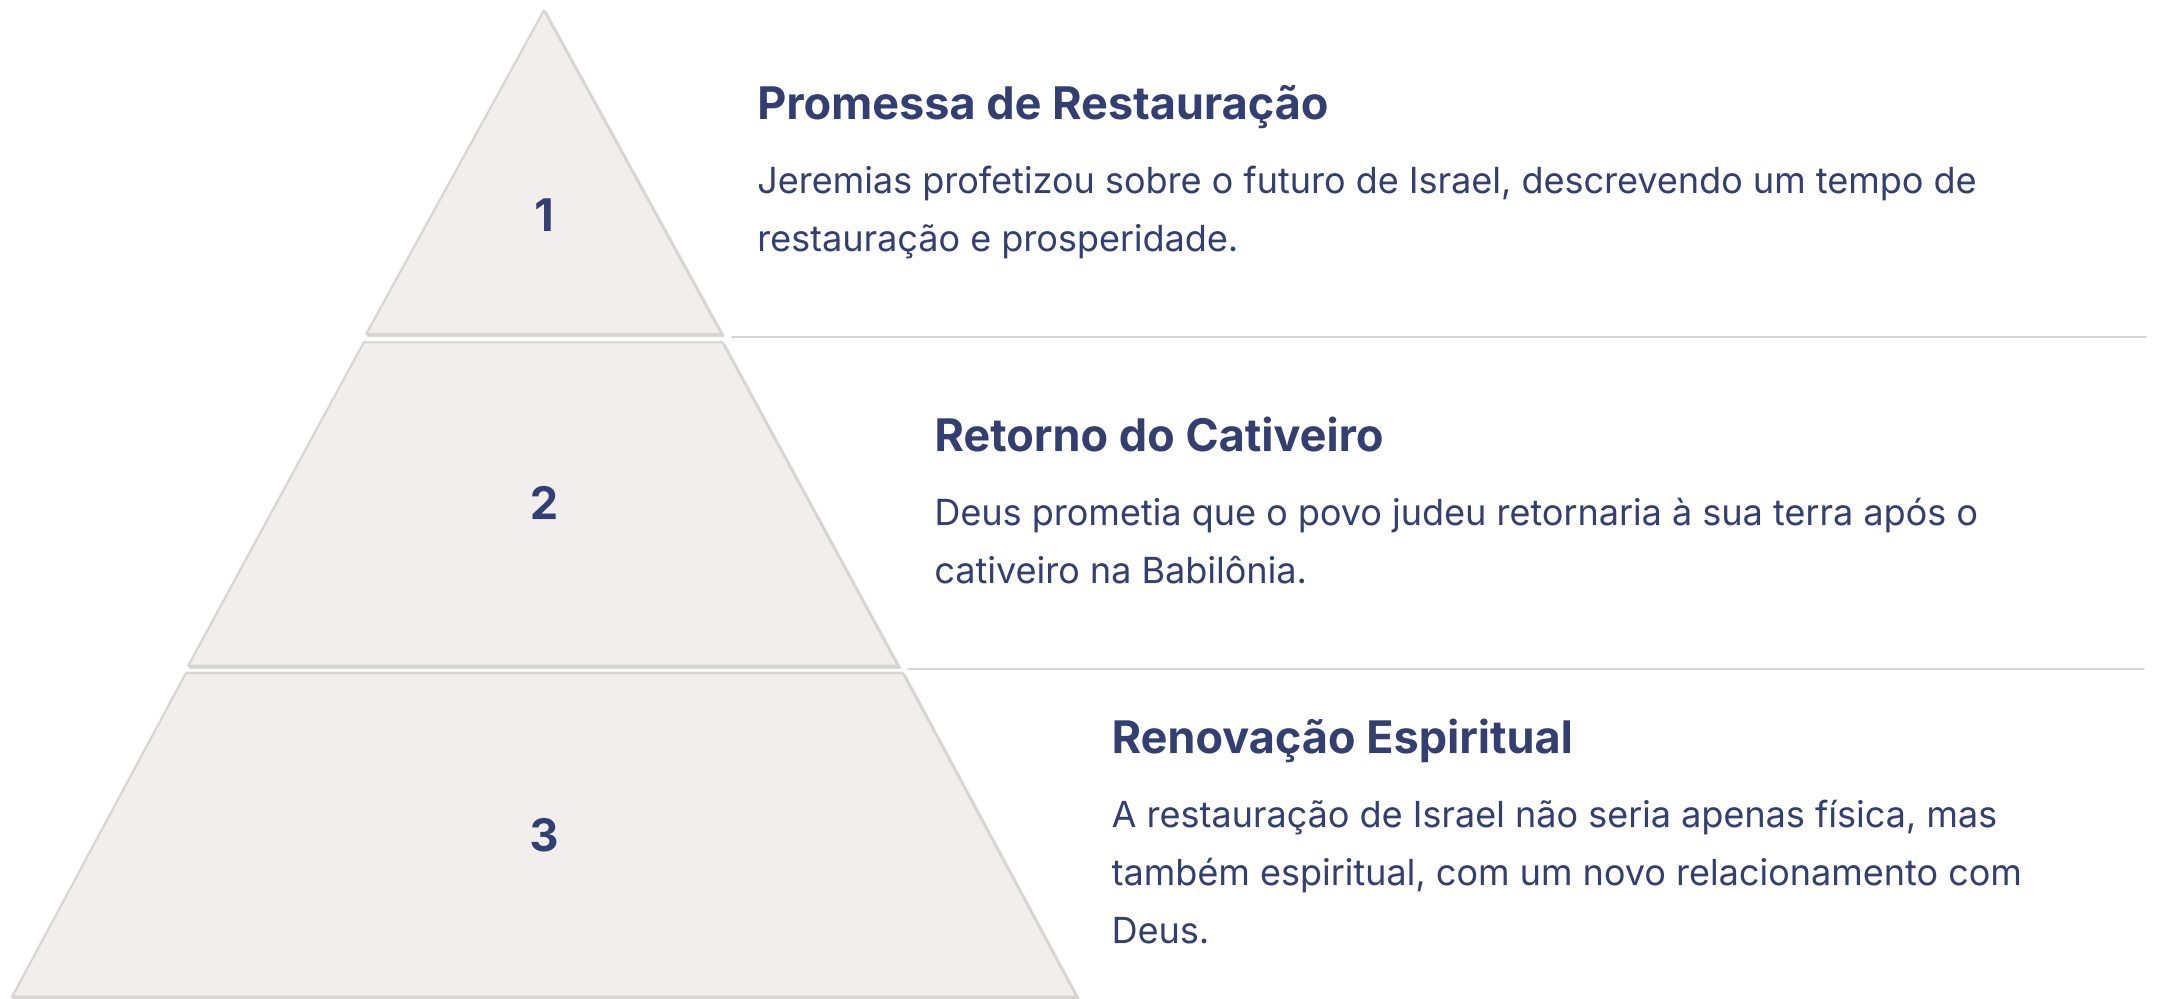 1
Promessa de Restauração
Jeremias profetizou sobre o futuro de Israel, descrevendo um tempo de
restauração e prosperidade.
2
Retorno do Cativeiro
Deus prometia que o povo judeu retornaria à sua terra após o
cativeiro na Babilônia.
3
Renovação Espiritual
A restauração de Israel não seria apenas física, mas
também espiritual, com um novo relacionamento com
Deus.